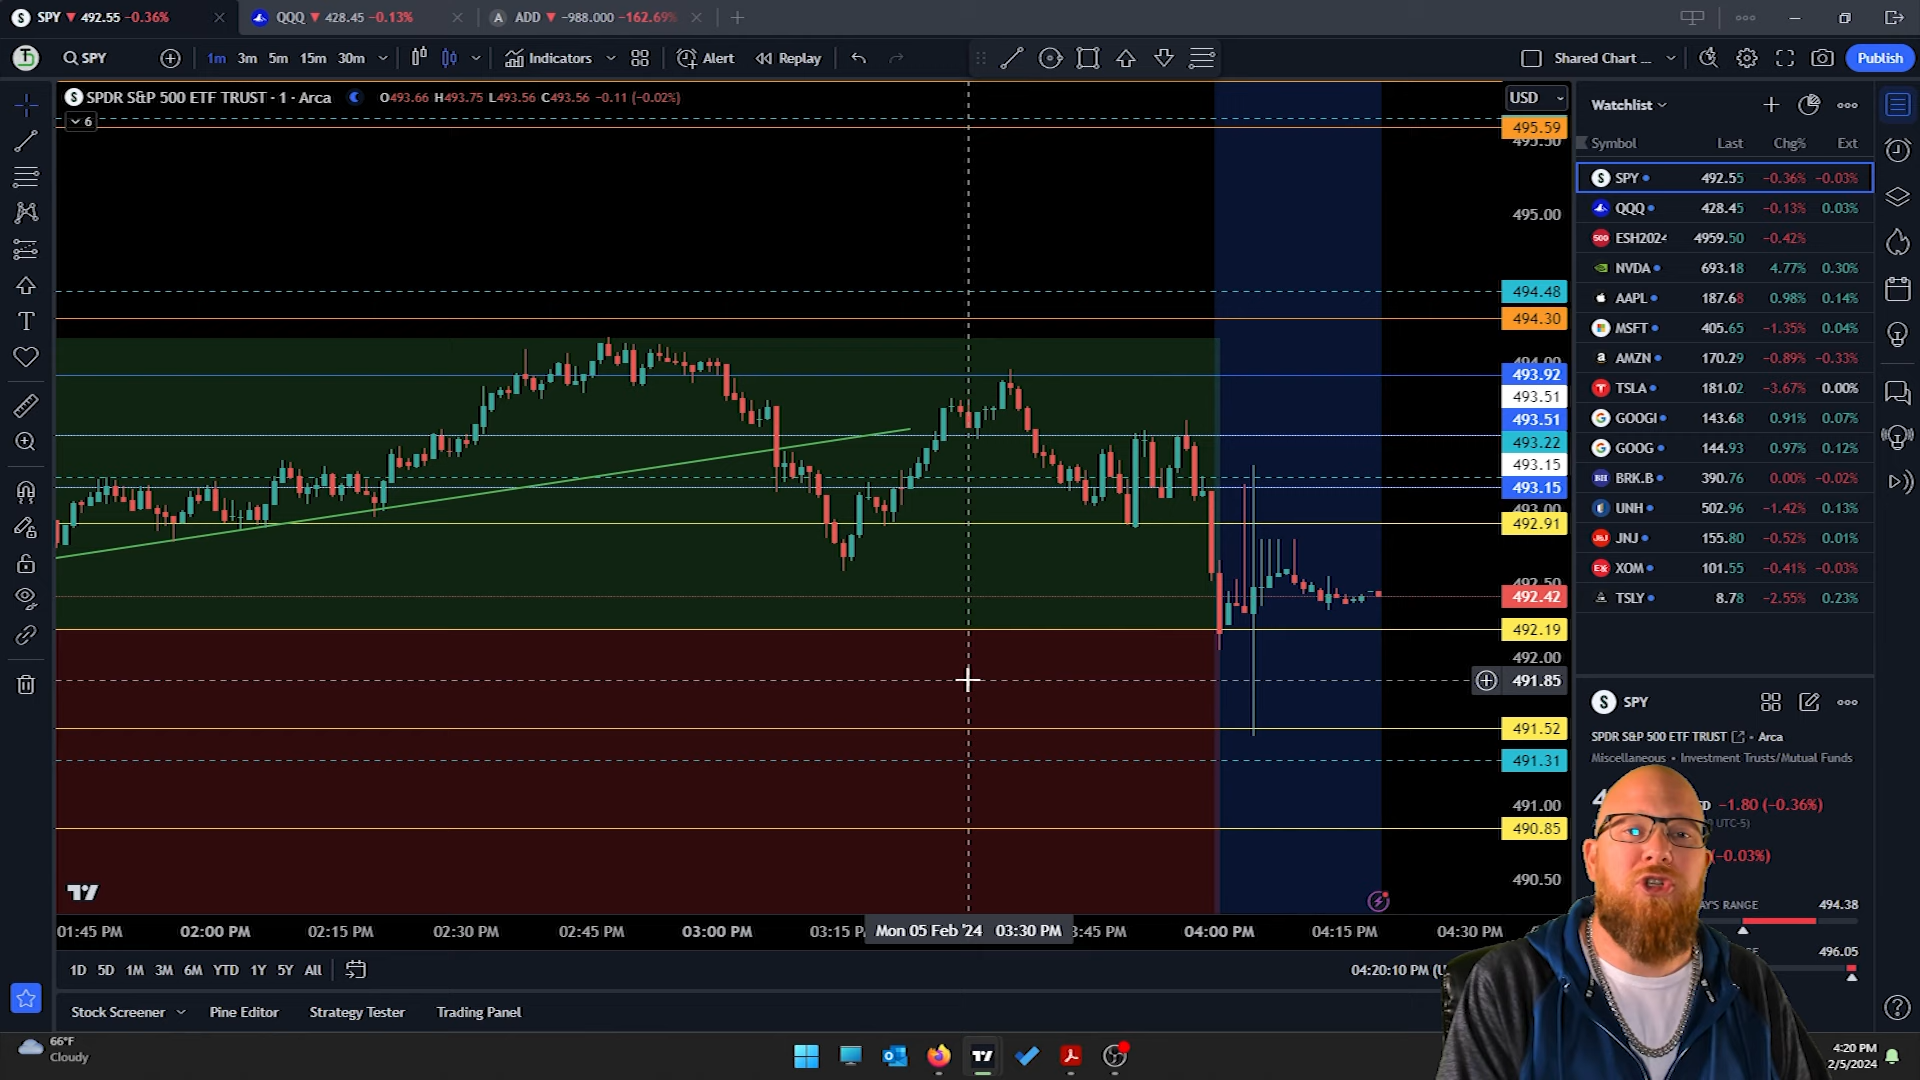 SPY 492.55 -0.36%
QQQ 428.45 -0.13%
ADD -988.000 -162.69%
SPY
1m 3m 5m 15m 30m
Indicators
Alert
Replay
Shared Chart ...
Publish
SPDR S&P 500 ETF TRUST · 1 · Arca O493.66 H493.75 L493.56 C493.56 -0.11 (-0.02%)
6
USD
495.59
495.50
495.00
494.48
494.30
494.00
493.92
493.51
493.51
493.22
493.15
493.15
493.00
492.91
492.50
492.42
492.19
492.00
491.85
491.52
491.31
491.00
490.85
490.50
01:45 PM 02:00 PM 02:15 PM 02:30 PM 02:45 PM 03:00 PM 03:15 P Mon 05 Feb '24 03:30 PM 3:45 PM 04:00 PM 04:15 PM 04:30 PM
1D 5D 1M 3M 6M YTD 1Y 5Y All
04:20:10 PM (U
Stock Screener Pine Editor Strategy Tester Trading Panel
Watchlist
Symbol Last Chg% Ext
SPY 492.55 -0.36% -0.03%
QQQ 428.45 -0.13% 0.03%
ESH2024 4959.50 -0.42%
NVDA 693.18 4.77% 0.30%
AAPL 187.68 0.98% 0.14%
MSFT 405.65 -1.35% 0.04%
AMZN 170.29 -0.89% -0.33%
TSLA 181.02 -3.67% 0.00%
GOOGL 143.68 0.91% 0.07%
GOOG 144.93 0.97% 0.12%
BRK.B 390.76 0.00% -0.02%
UNH 502.96 -1.42% 0.13%
JNJ 155.80 -0.52% 0.01%
XOM 101.55 -0.41% -0.03%
TSLY 8.78 -2.55% 0.23%
SPY
SPDR S&P 500 ETF TRUST · Arca
Miscellaneous · Investment Trusts/Mutual Funds
4 D -1.80 (-0.36%)
UTC-5)
(-0.03%)
AY'S RANGE 494.38
496.05
66°F
Cloudy
4:20 PM
2/5/2024